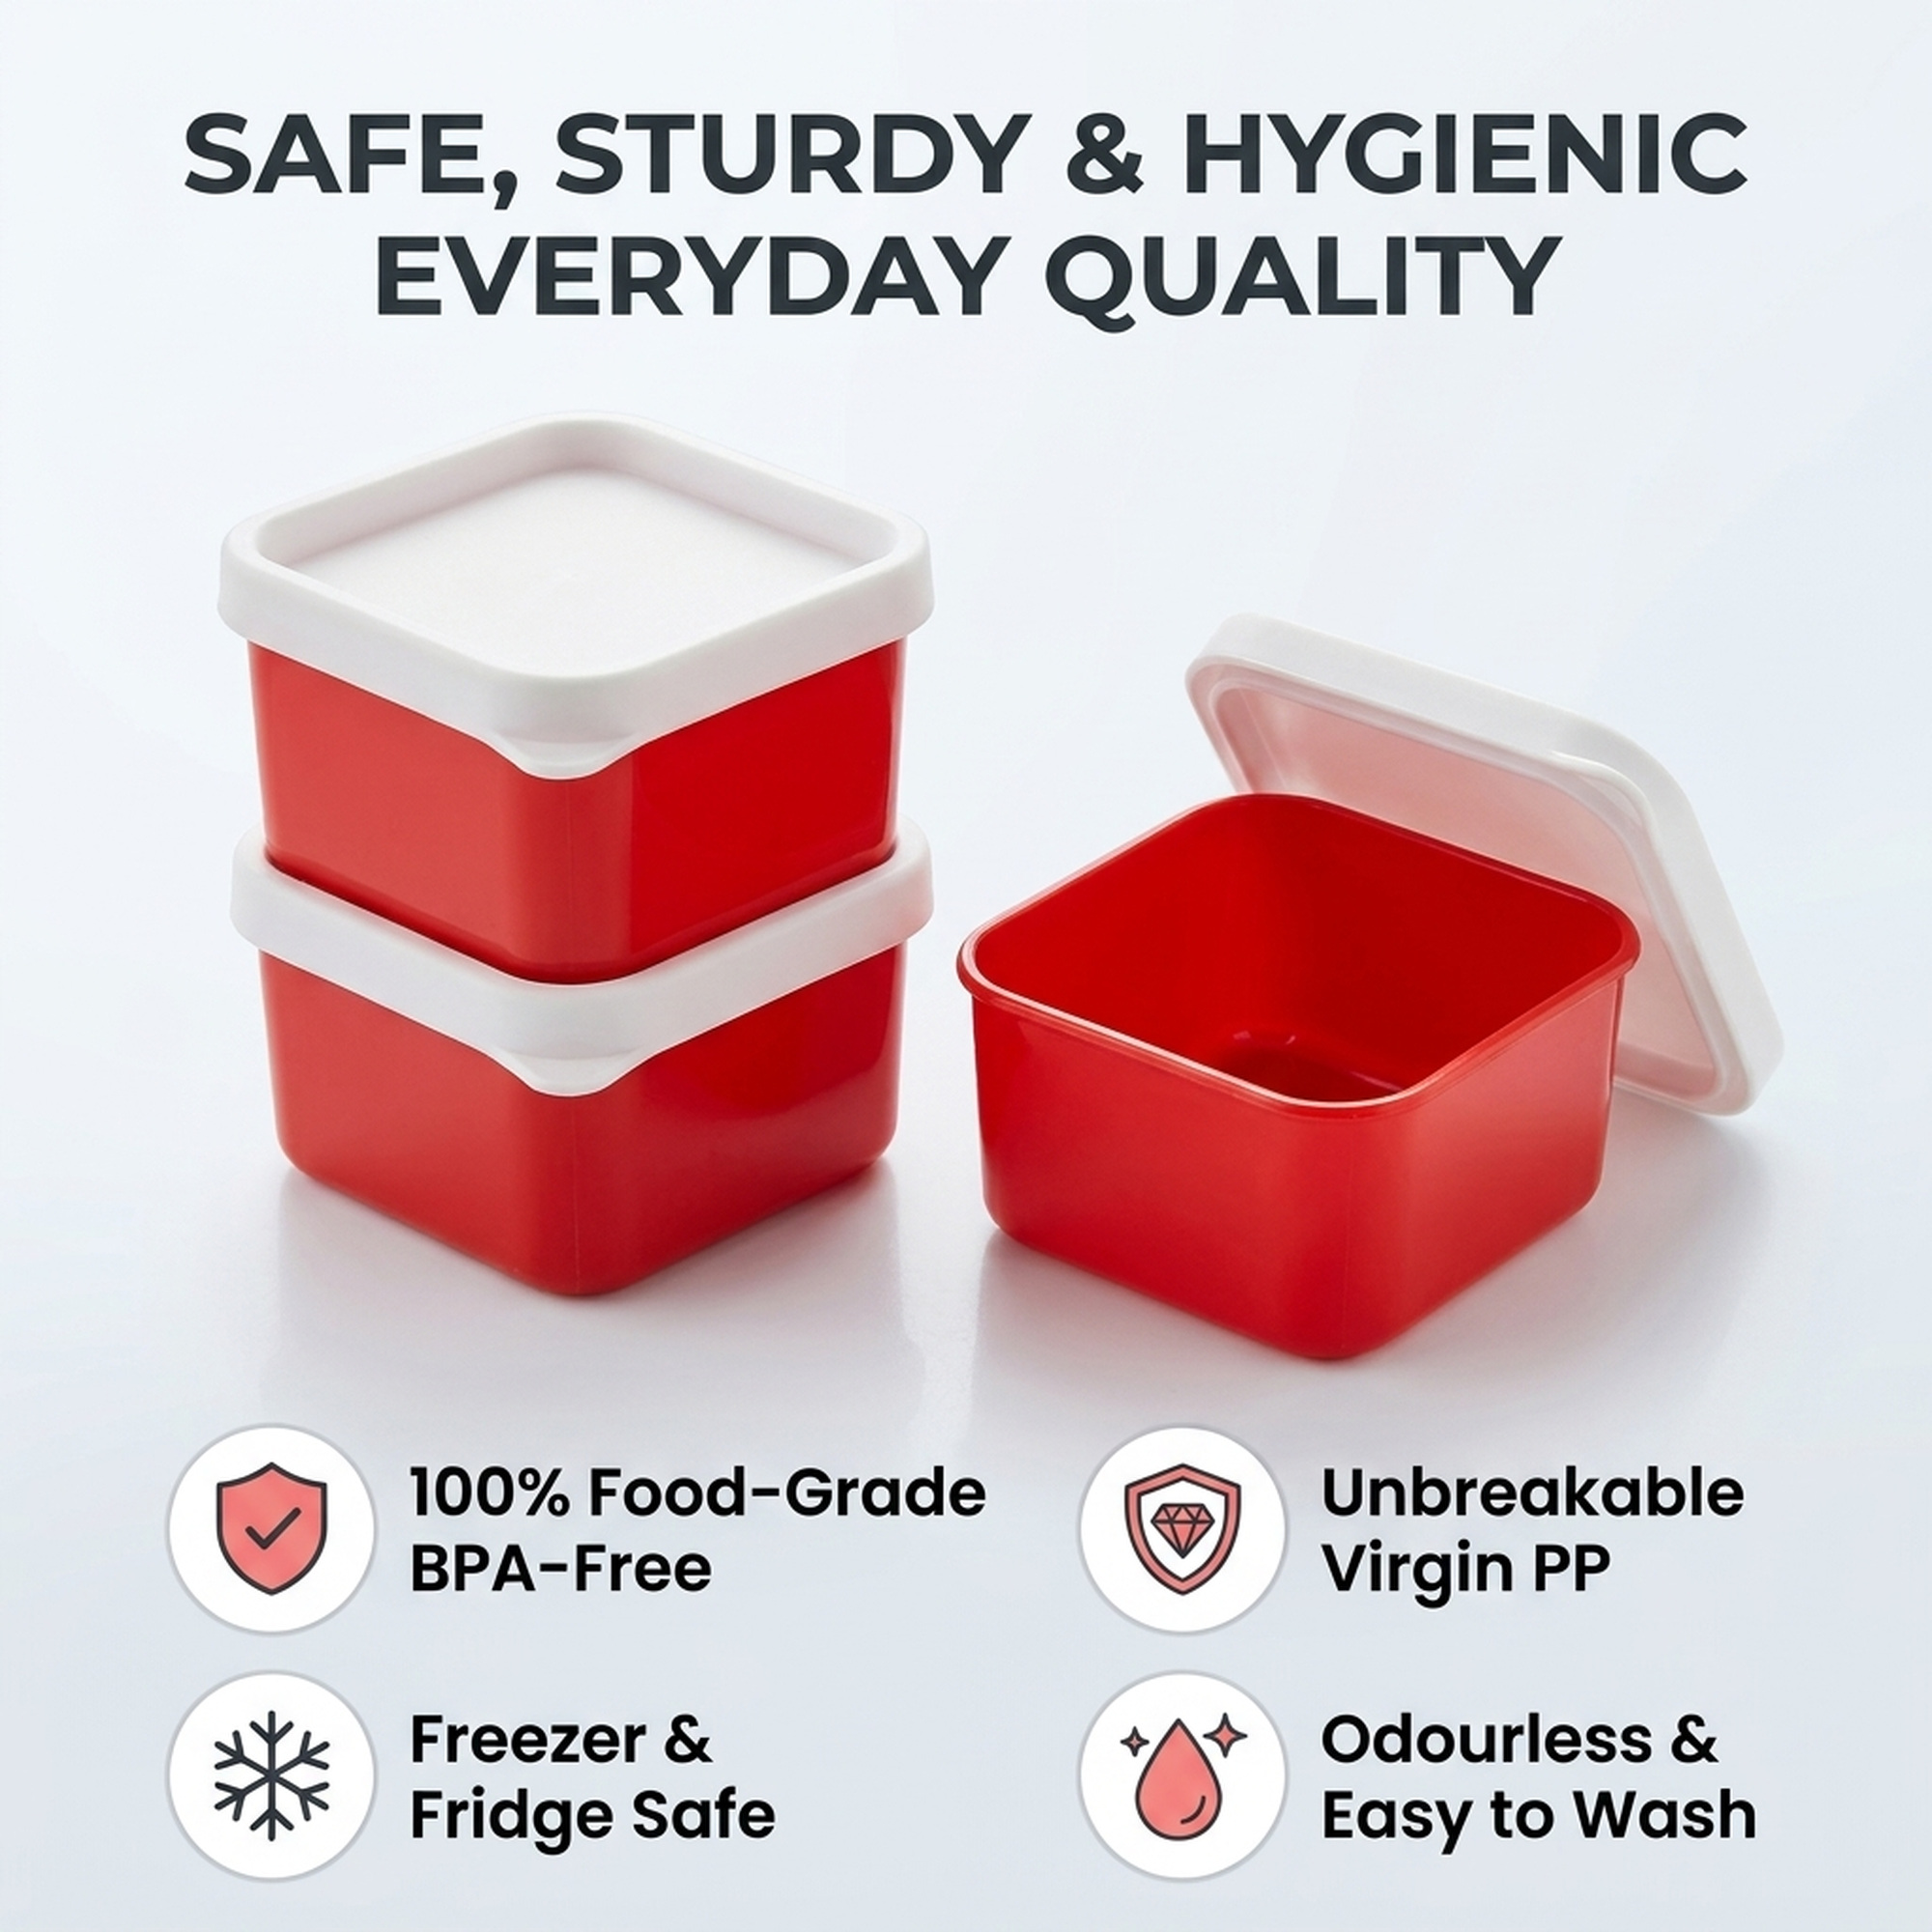 SAFE, STURDY & HYGIENIC
EVERYDAY QUALITY
100% Food-Grade
BPA-Free
Unbreakable
Virgin PP
Freezer &
Fridge Safe
Odourless &
Easy to Wash